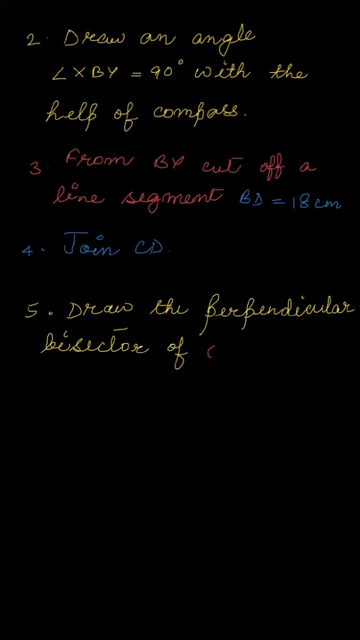 2. Draw an angle
∠XBY = 90° with the
help of compass.
3. From BY cut off a
line segment BD = 18 cm
4. Join CD
5. Draw the perpendicular
bisector of